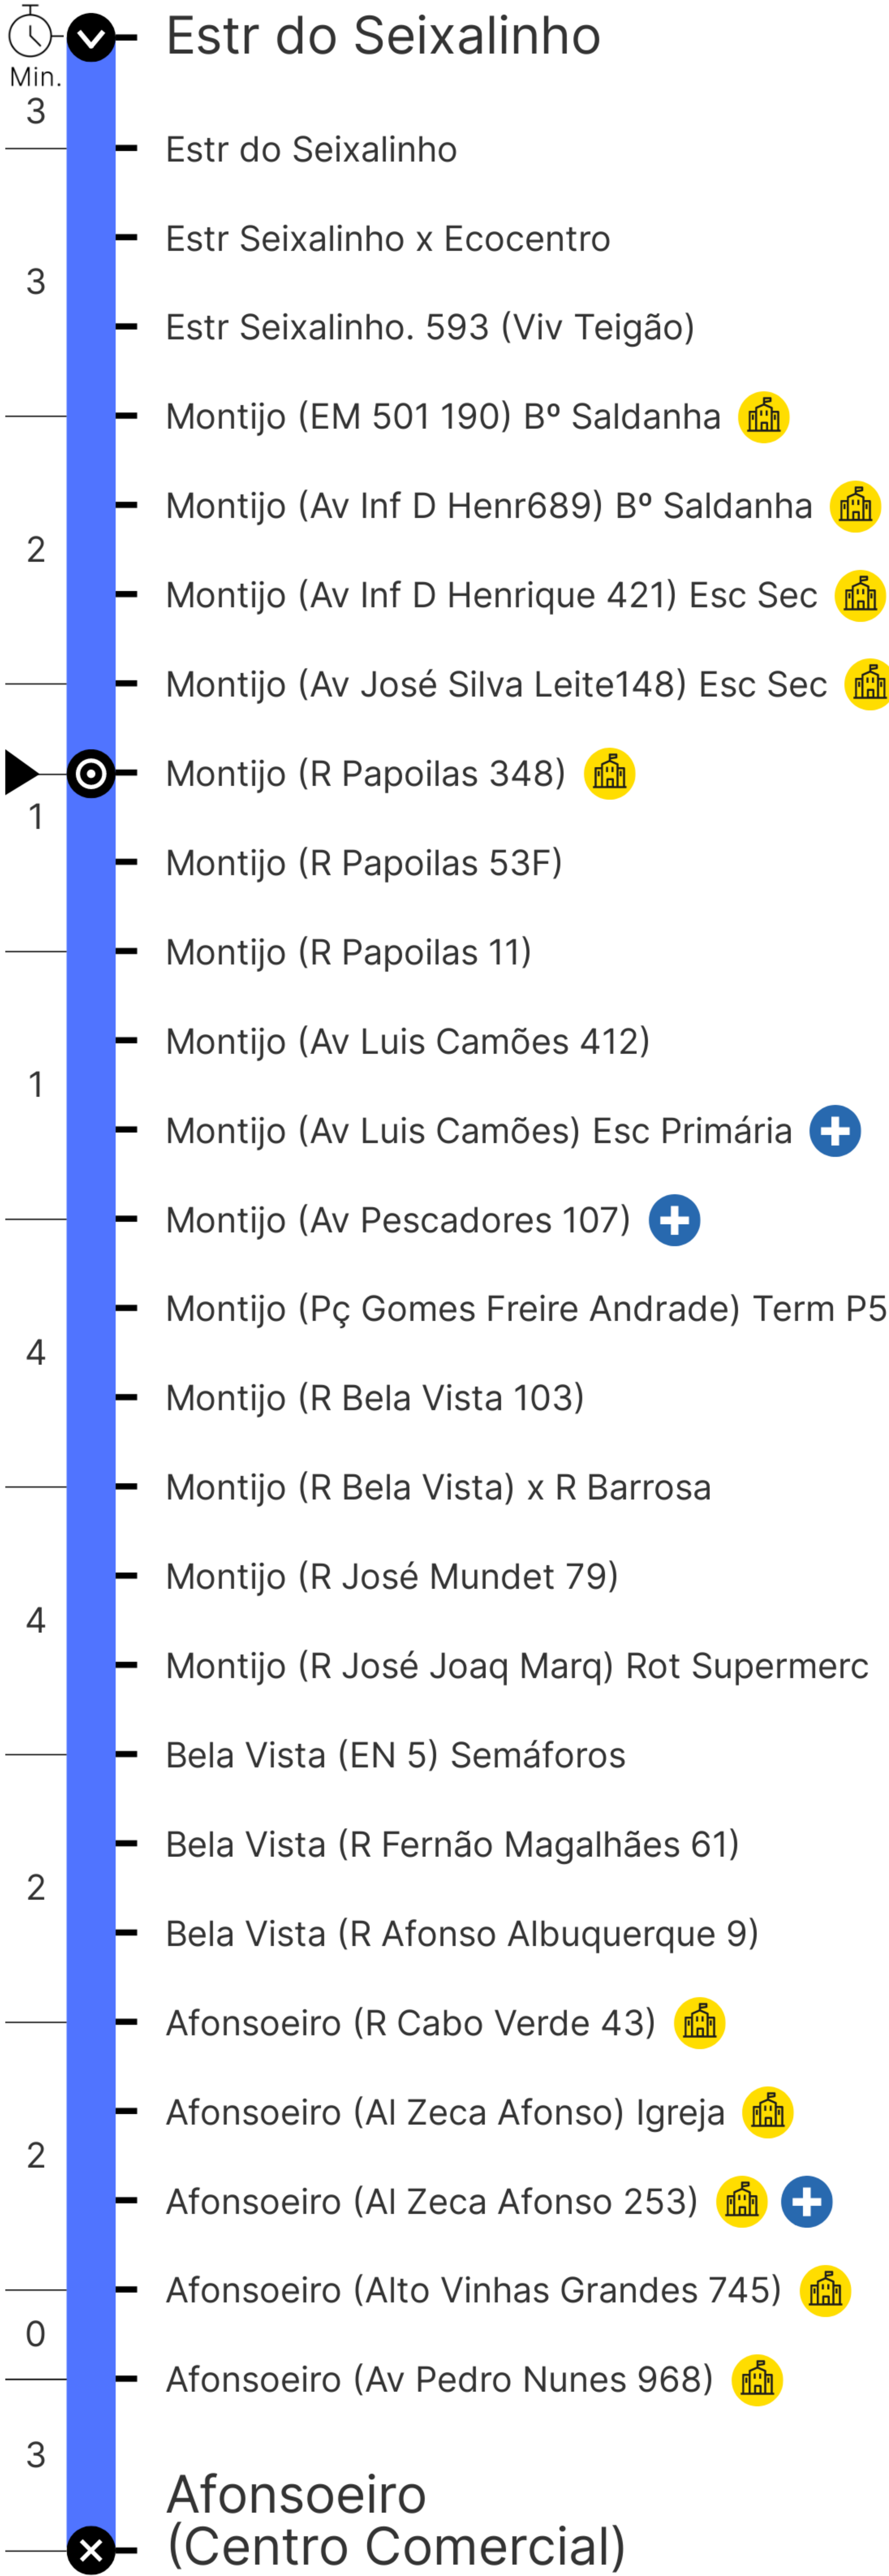 Estr do Seixalinho
Min.
3
Estr do Seixalinho
Estr Seixalinho x Ecocentro
3
Estr Seixalinho. 593 (Viv Teigão)
Montijo (EM 501 190) Bº Saldanha
Montijo (Av Inf D Henr689) Bº Saldanha
2
Montijo (Av Inf D Henrique 421) Esc Sec
Montijo (Av José Silva Leite148) Esc Sec
Montijo (R Papoilas 348)
1
Montijo (R Papoilas 53F)
Montijo (R Papoilas 11)
Montijo (Av Luis Camões 412)
1
Montijo (Av Luis Camões) Esc Primária
Montijo (Av Pescadores 107)
Montijo (Pç Gomes Freire Andrade) Term P5
4
Montijo (R Bela Vista 103)
Montijo (R Bela Vista) x R Barrosa
Montijo (R José Mundet 79)
4
Montijo (R José Joaq Marq) Rot Supermerc
Bela Vista (EN 5) Semáforos
Bela Vista (R Fernão Magalhães 61)
2
Bela Vista (R Afonso Albuquerque 9)
Afonsoeiro (R Cabo Verde 43)
Afonsoeiro (Al Zeca Afonso) Igreja
2
Afonsoeiro (Al Zeca Afonso 253)
Afonsoeiro (Alto Vinhas Grandes 745)
0
Afonsoeiro (Av Pedro Nunes 968)
3
Afonsoeiro
(Centro Comercial)